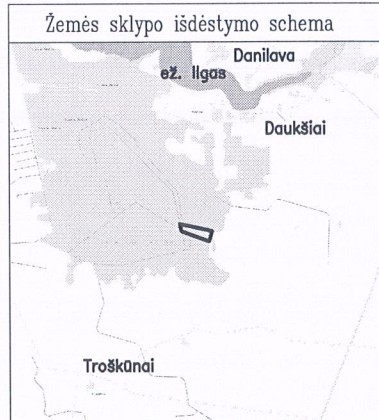 Žemės sklypo išdėstymo schema
Danilava
ež. Ilgas
Daukšiai
Troškūnai